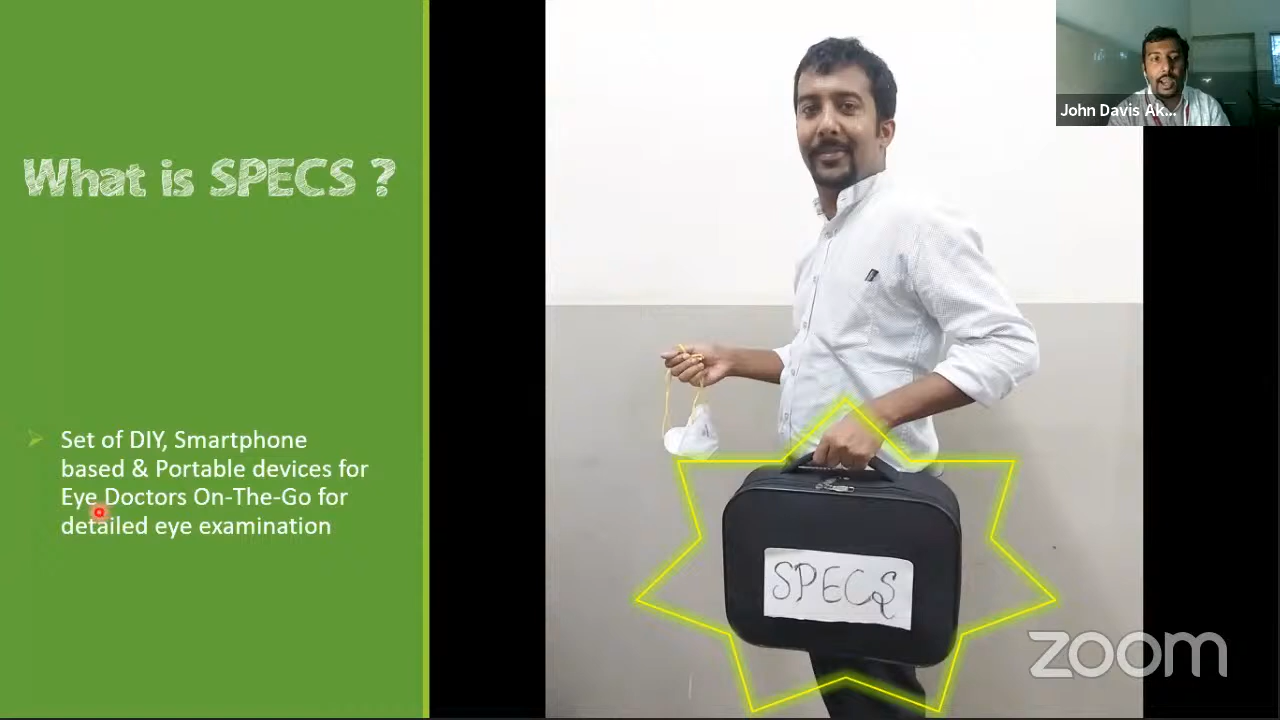 What is SPECS ?
Set of DIY, Smartphone
based & Portable devices for
Eye Doctors On-The-Go for
detailed eye examination
John Davis Ak...
SPECS
zoom